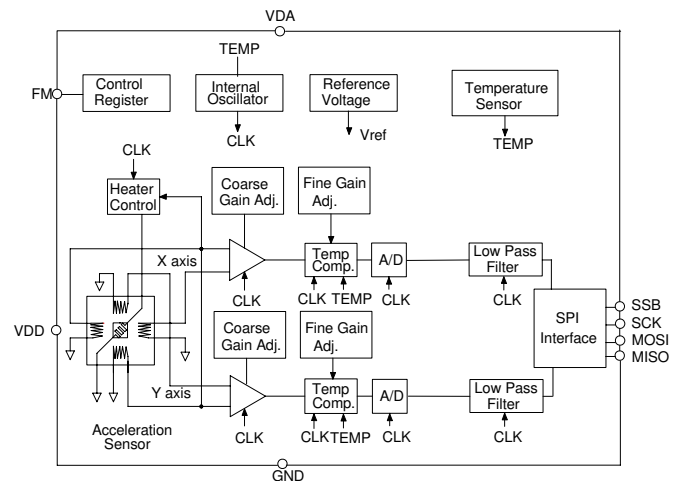 VDA
TEMP
FM
Control
Register
Internal
Oscillator
Reference
Voltage
Temperature
Sensor
CLK
Vref
TEMP
CLK
Heater
Control
Coarse
Gain Adj.
Fine Gain
Adj.
X axis
Temp
Comp.
A/D
Low Pass
Filter
CLK
CLK
TEMP
CLK
CLK
VDD
Coarse
Gain Adj.
Fine Gain
Adj.
SPI
Interface
SSB
SCK
MOSI
MISO
Y axis
Temp
Comp.
A/D
Low Pass
Filter
Acceleration
Sensor
CLK
CLK
TEMP
CLK
CLK
GND